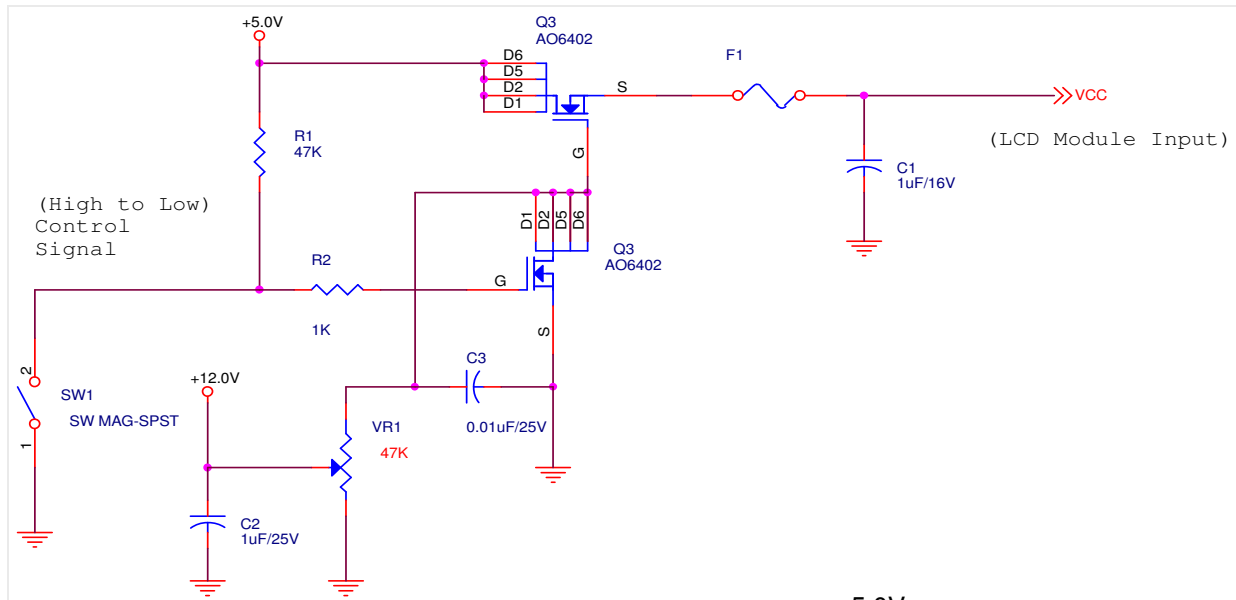 +5.0V
Q3
AO6402
D6
D5
D2
D1
S
G
F1
VCC
(LCD Module Input)
C1
1uF/16V
R1
47K
(High to Low)
Control
Signal
D1
D2
D5
D6
Q3
AO6402
R2
1K
G
S
2
SW1
SW MAG-SPST
1
+12.0V
C3
0.01uF/25V
VR1
47K
C2
1uF/25V